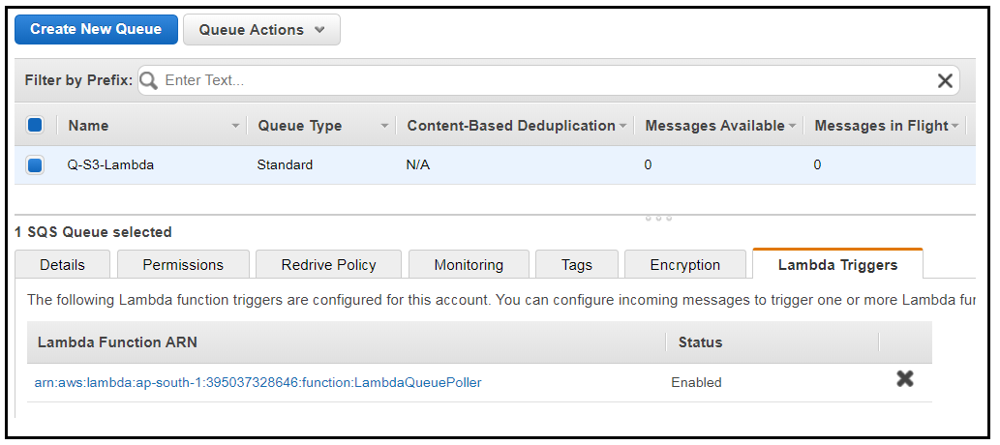 Create New Queue Queue Actions
Filter by Prefix: Enter Text...
Name Queue Type Content-Based Deduplication Messages Available Messages in Flight
Q-S3-Lambda Standard N/A 0 0
1 SQS Queue selected
Details Permissions Redrive Policy Monitoring Tags Encryption Lambda Triggers
The following Lambda function triggers are configured for this account. You can configure incoming messages to trigger one or more Lambda
Lambda Function ARN Status
arn:aws:lambda:ap-south-1:395037328646:function:LambdaQueuePoller Enabled